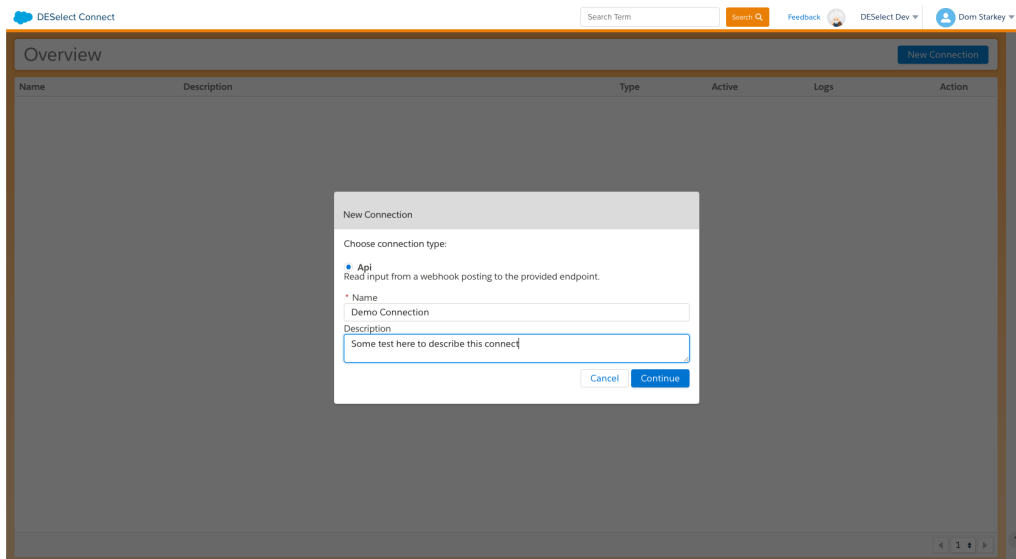 DESelect Connect
Search Term
Search
Feedback
DESelect Dev
Dom Starkey
Overview
New Connection
Name Description Type Active Logs Action
New Connection
Choose connection type:
Api
Read input from a webhook posting to the provided endpoint.
* Name
Demo Connection
Description
Some test here to describe this connect
Cancel Continue
1